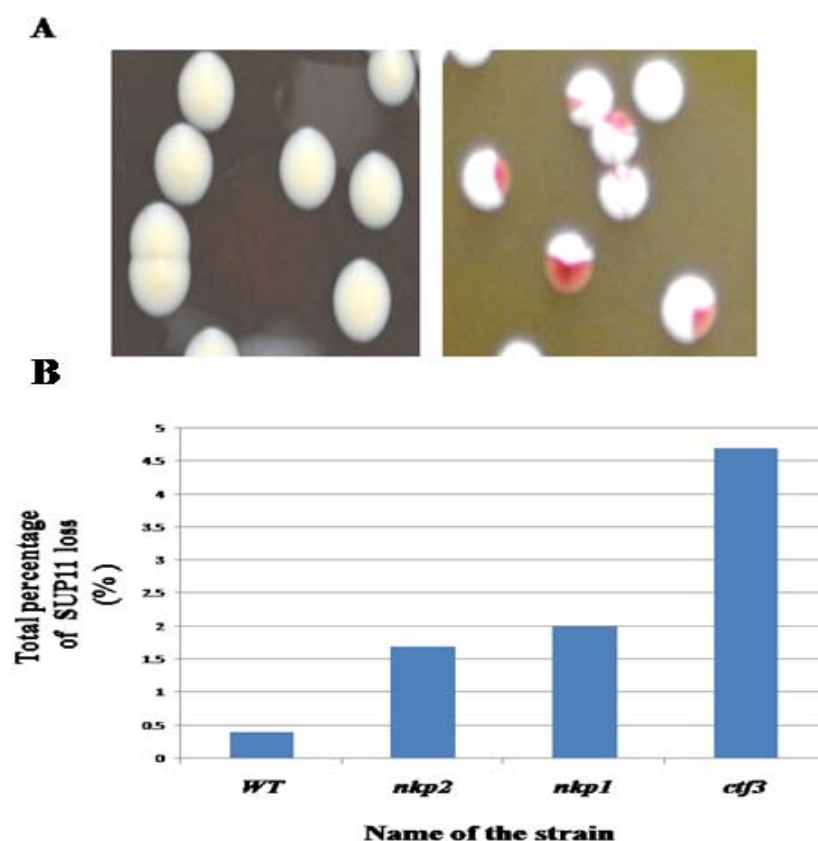 A
B
Total percentage
of SUP11 loss
(%)
5
4.5
4
3.5
3
2.5
2
1.5
1
0.5
0
WT
nkp2
nkp1
ctf3
Name of the strain